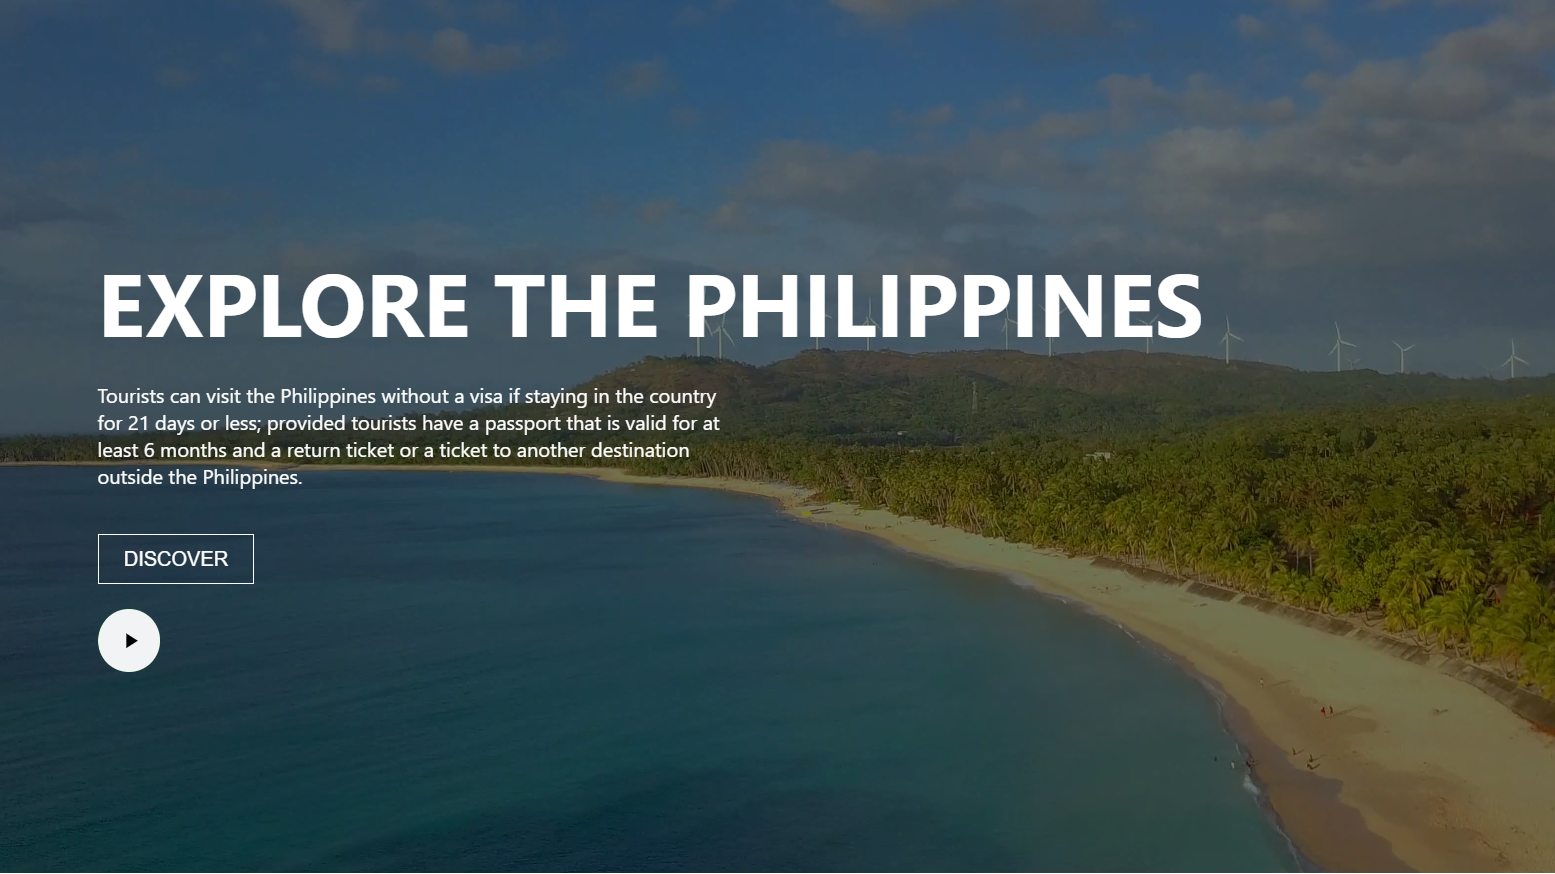 EXPLORE THE PHILIPPINES
Tourists can visit the Philippines without a visa if staying in the country
for 21 days or less; provided tourists have a passport that is valid for at
least 6 months and a return ticket or a ticket to another destination
outside the Philippines.
DISCOVER